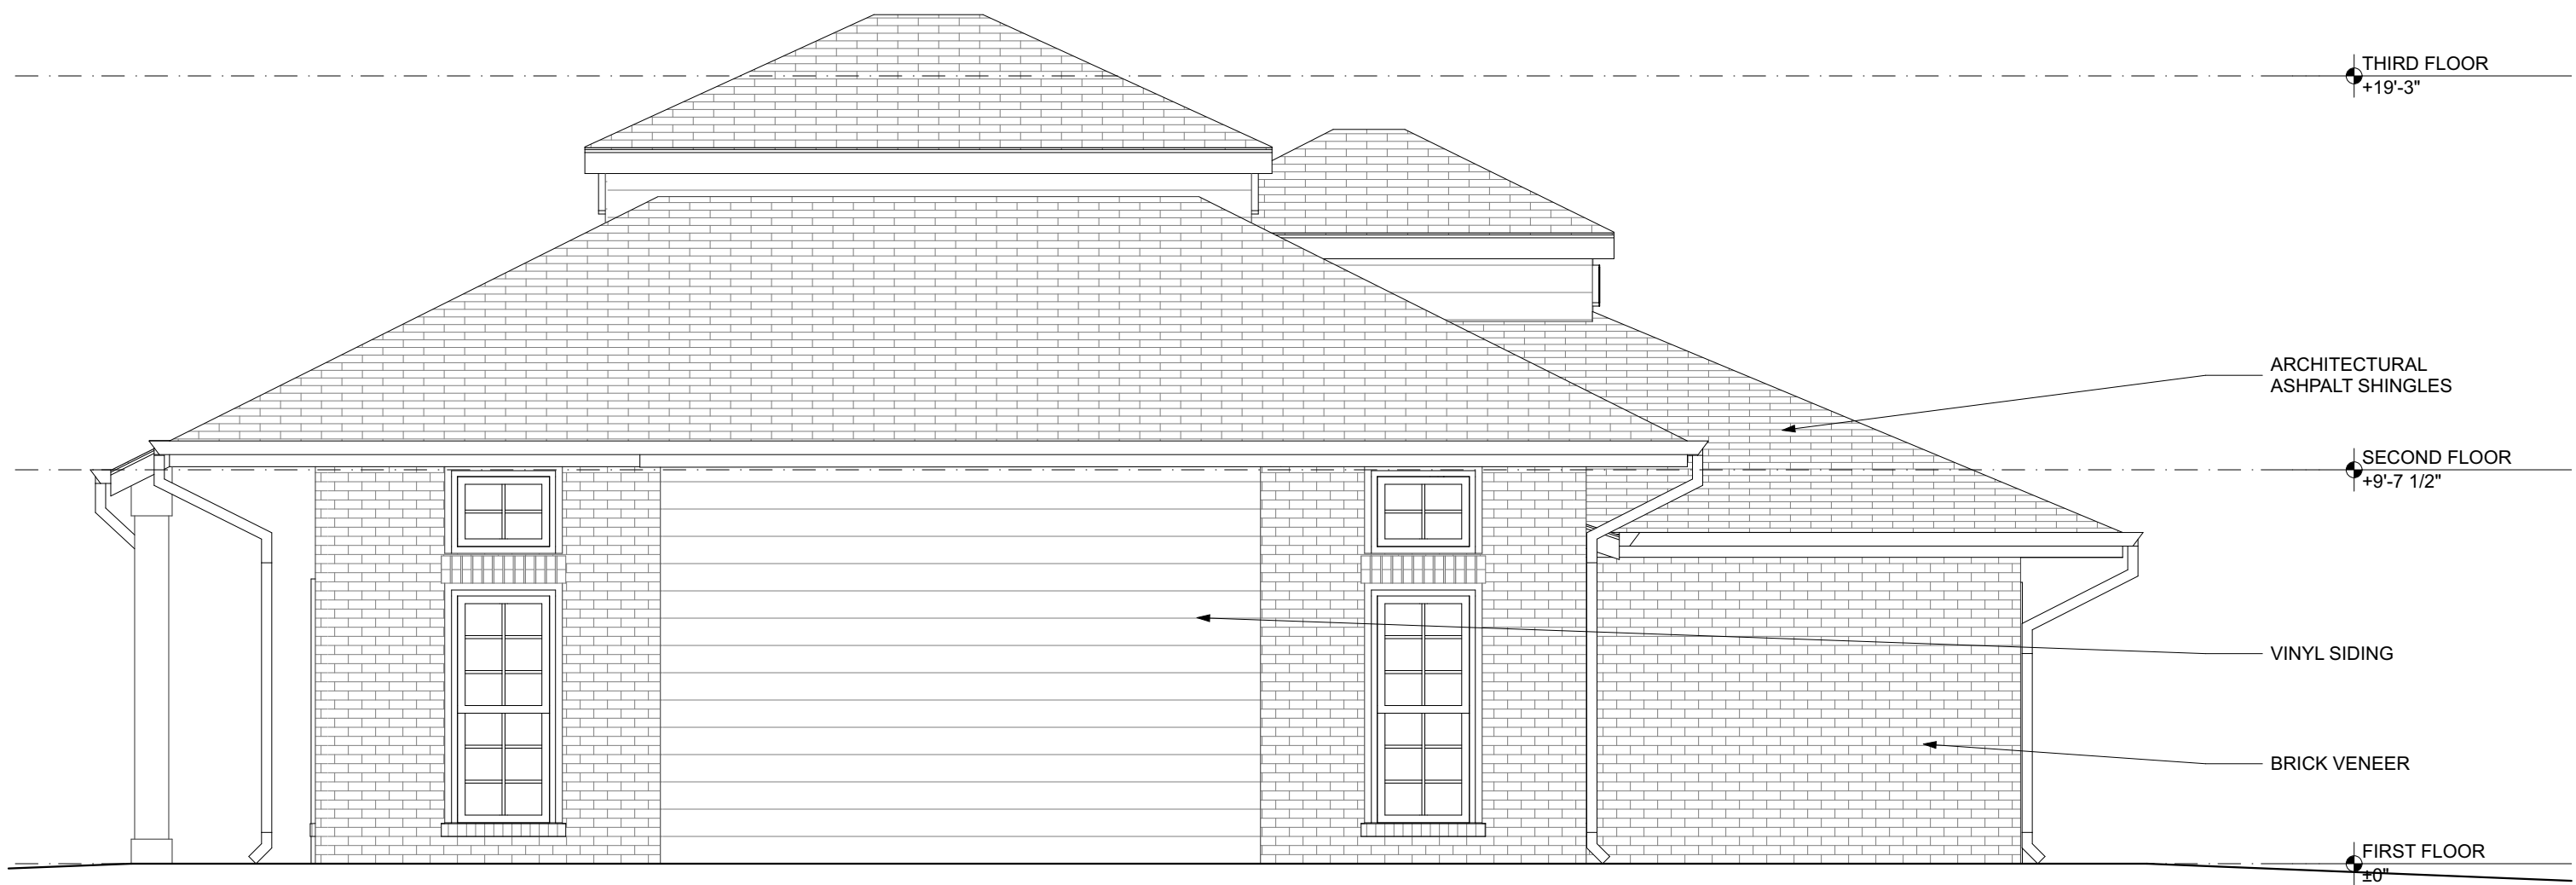 THIRD FLOOR
+19'-3"
ARCHITECTURAL
ASHPALT SHINGLES
SECOND FLOOR
+9'-7 1/2"
VINYL SIDING
BRICK VENEER
FIRST FLOOR
±0"